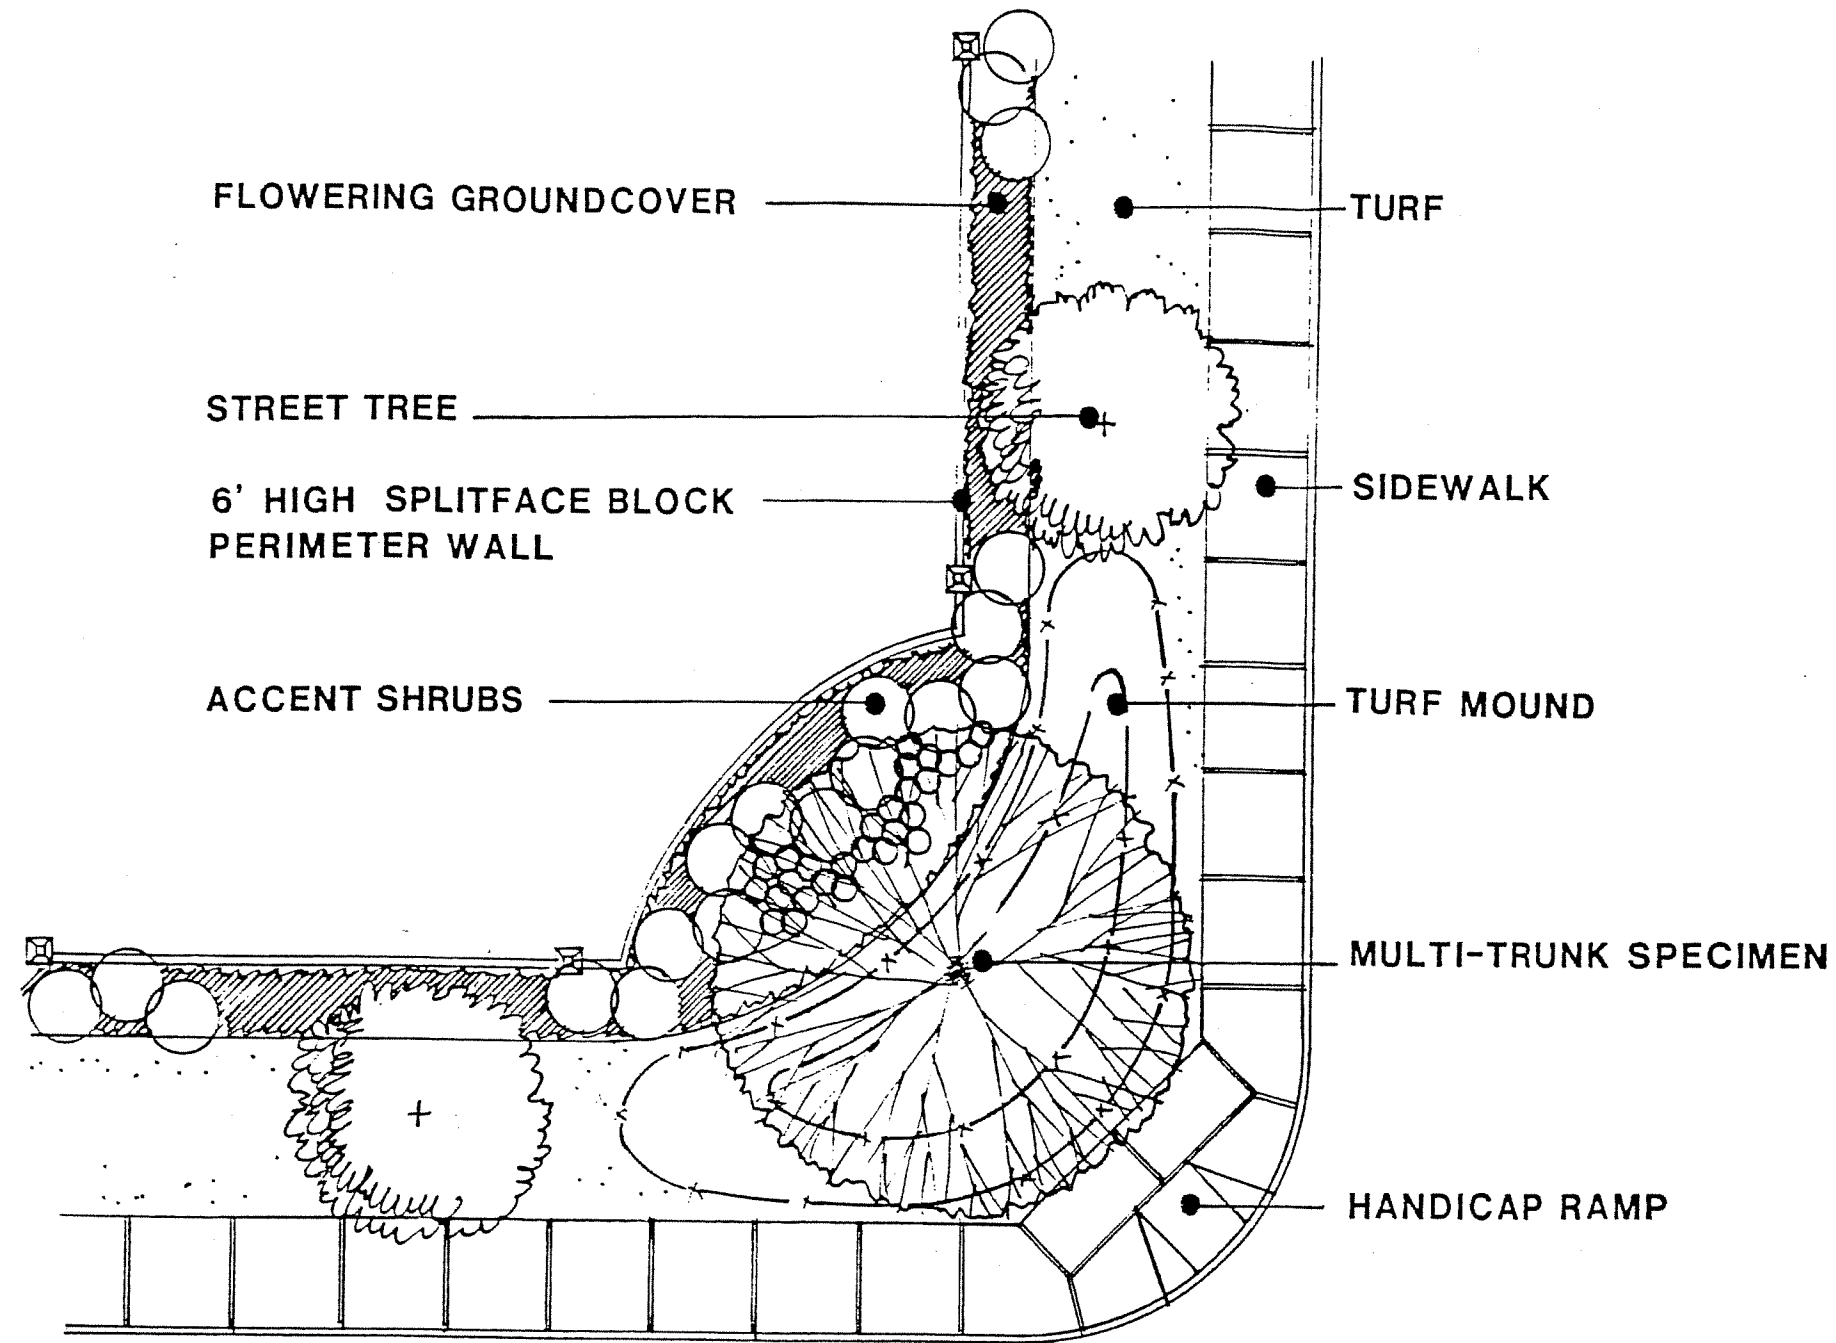 FLOWERING GROUNDCOVER
TURF
STREET TREE
6' HIGH SPLITFACE BLOCK
PERIMETER WALL
SIDEWALK
ACCENT SHRUBS
TURF MOUND
MULTI-TRUNK SPECIMEN
HANDICAP RAMP